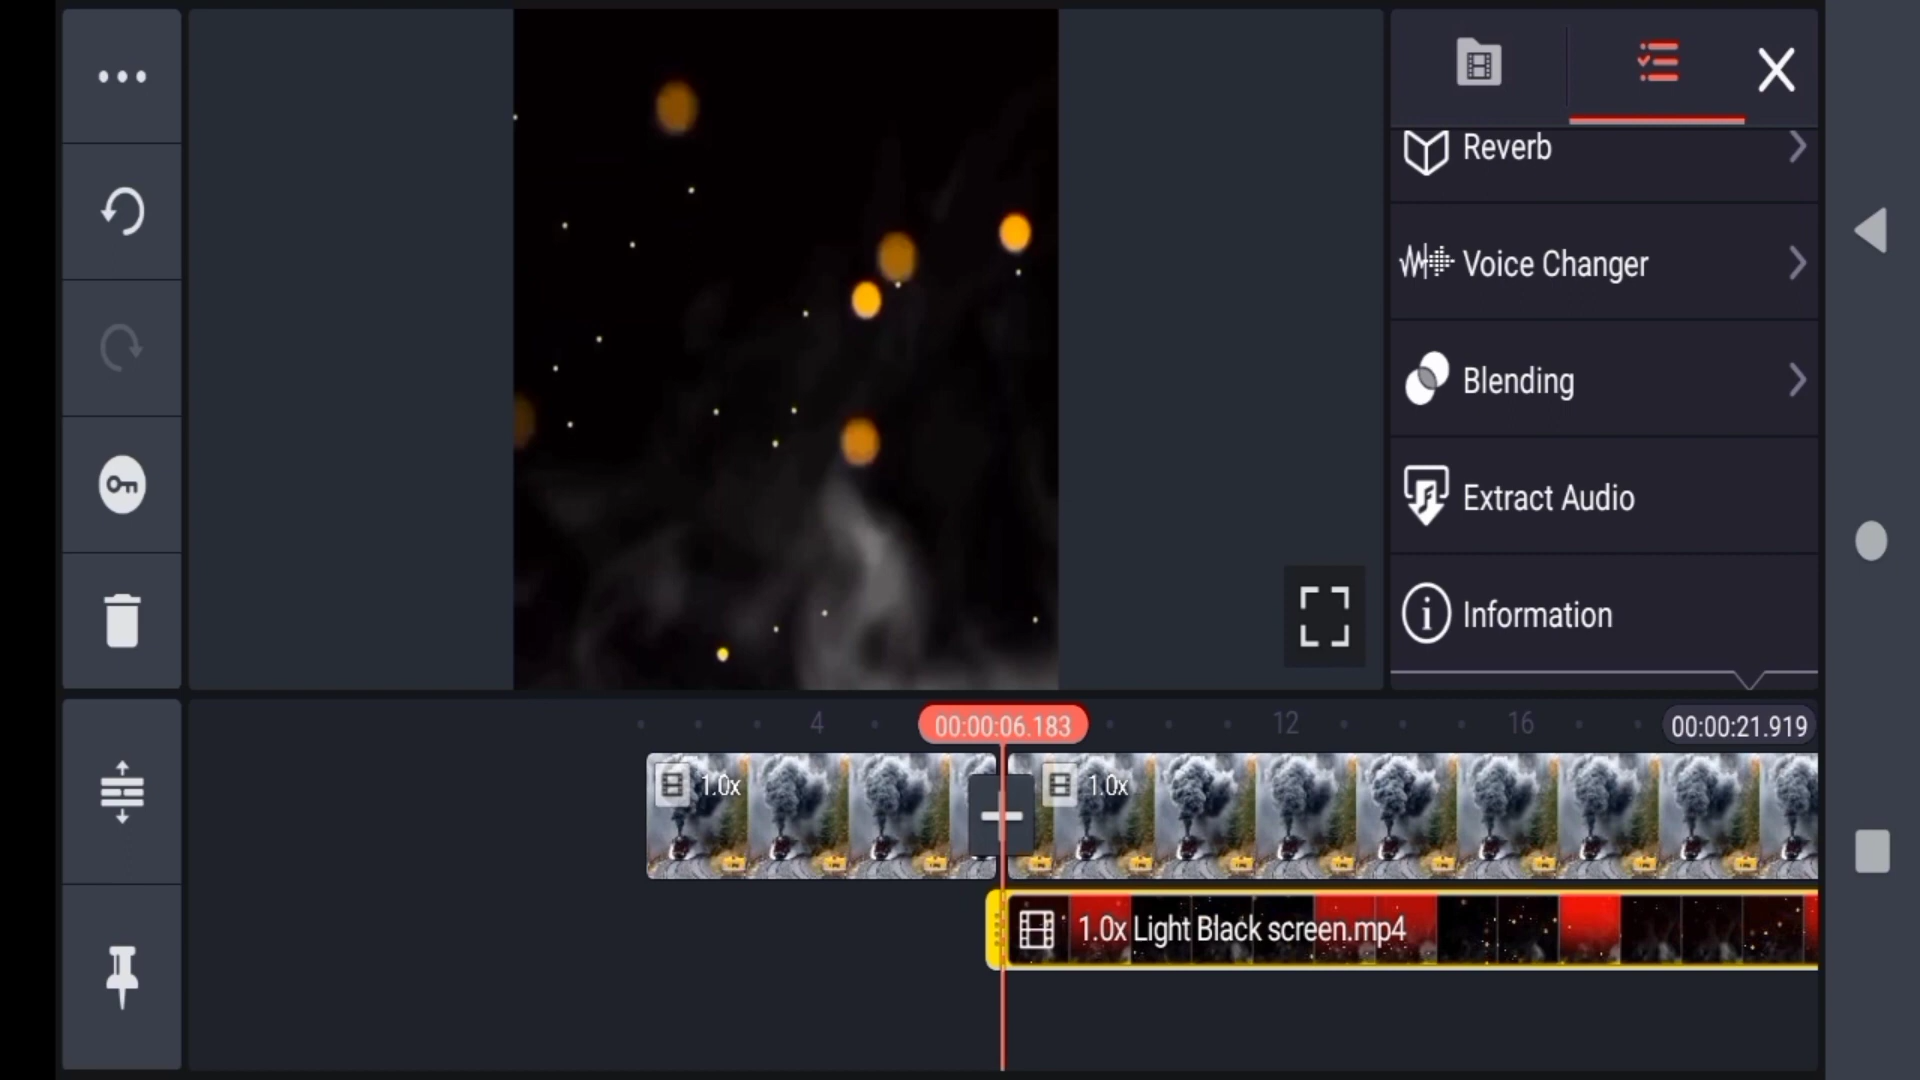 Reverb
Voice Changer
Blending
Extract Audio
Information
4
00:00:06.183
12
16
00:00:21.919
1.0x
1.0x
1.0x Light Black screen.mp4